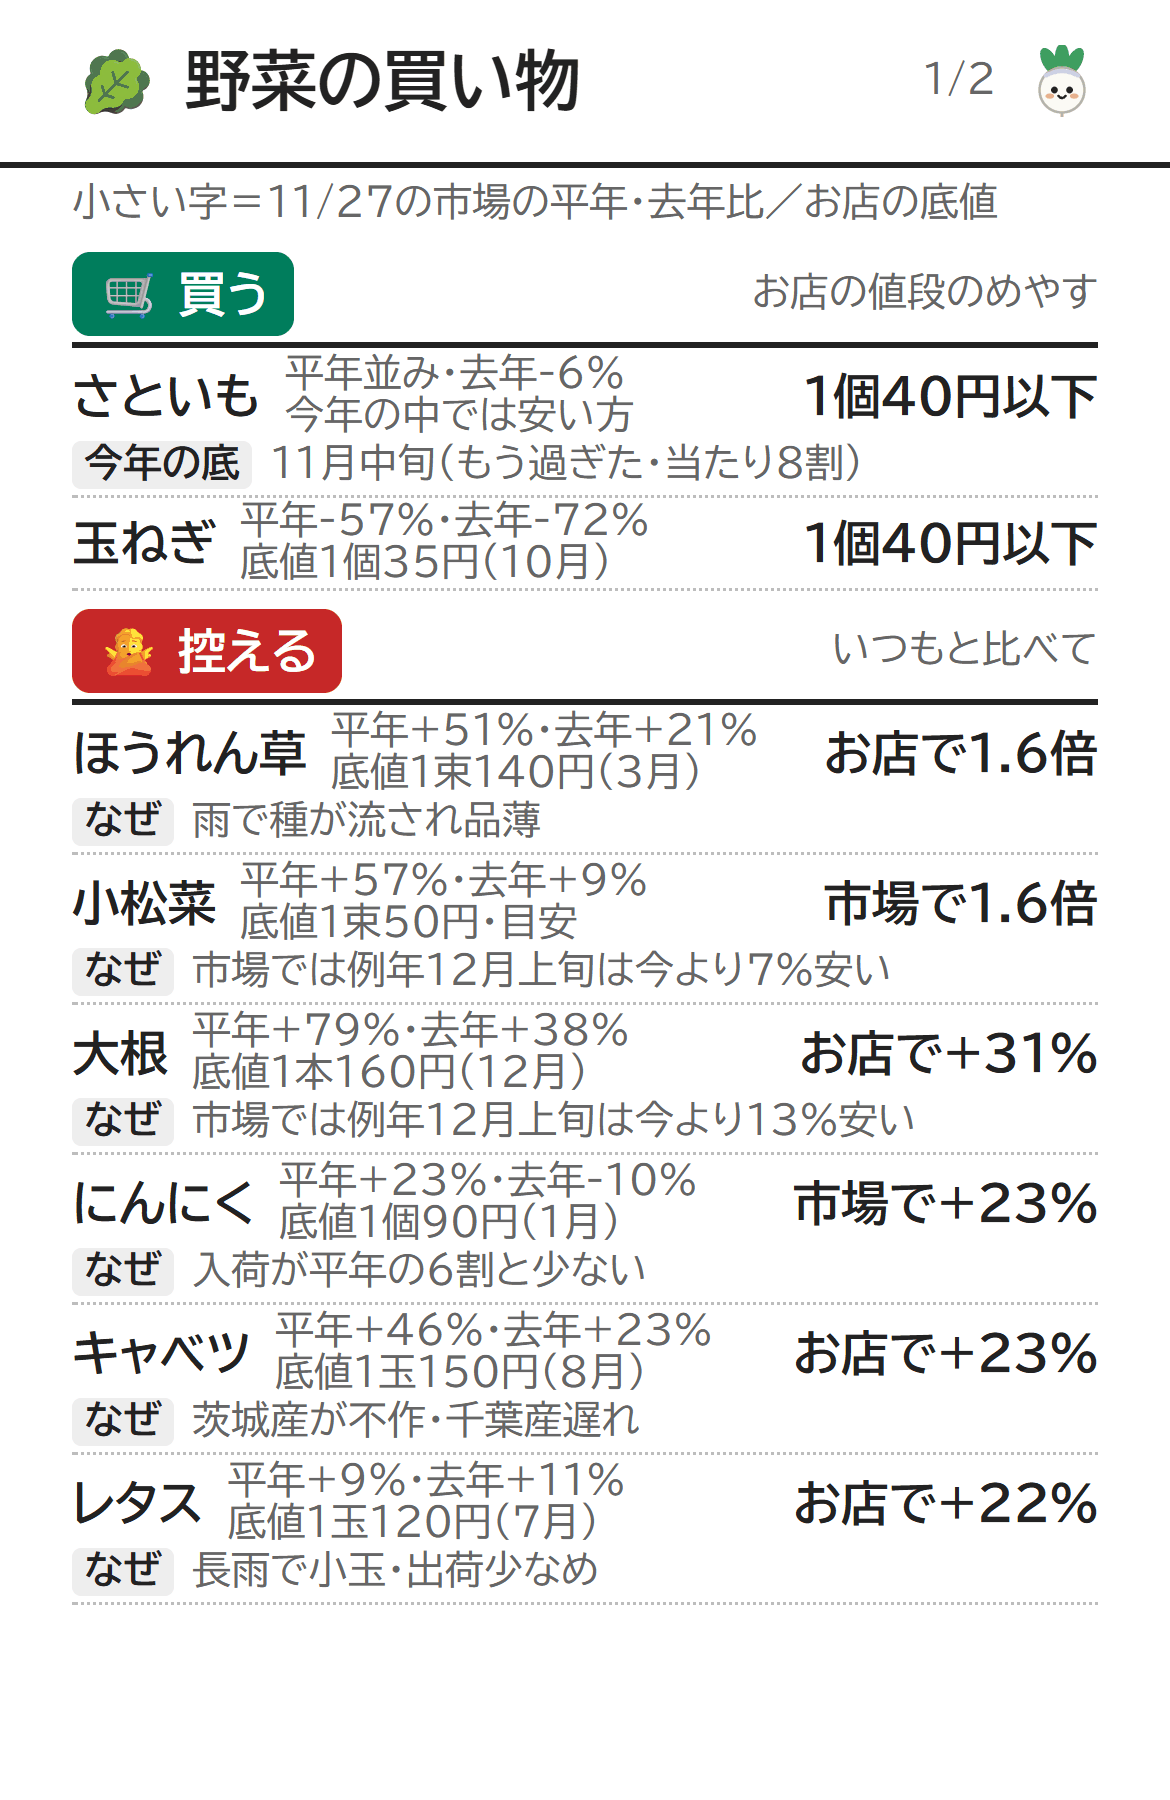 野菜の買い物
1/2
小さい字＝11/27の市場の平年・去年比／お店の底値
買う
お店の値段のめやす
さといも
平年並み・去年-6%
今年の中では安い方
1個40円以下
今年の底 11月中旬（もう過ぎた・当たり8割）
玉ねぎ
平年-57%・去年-72%
底値1個35円（10月）
1個40円以下
控える
いつもと比べて
ほうれん草
平年+51%・去年+21%
底値1束140円（3月）
お店で1.6倍
なぜ 雨で種が流され品薄
小松菜
平年+57%・去年+9%
底値1束50円・目安
市場で1.6倍
なぜ 市場では例年12月上旬は今より7%安い
大根
平年+79%・去年+38%
底値1本160円（12月）
お店で+31%
なぜ 市場では例年12月上旬は今より13%安い
にんにく
平年+23%・去年-10%
底値1個90円（1月）
市場で+23%
なぜ 入荷が平年の6割と少ない
キャベツ
平年+46%・去年+23%
底値1玉150円（8月）
お店で+23%
なぜ 茨城産が不作・千葉産遅れ
レタス
平年+9%・去年+11%
底値1玉120円（7月）
お店で+22%
なぜ 長雨で小玉・出荷少なめ